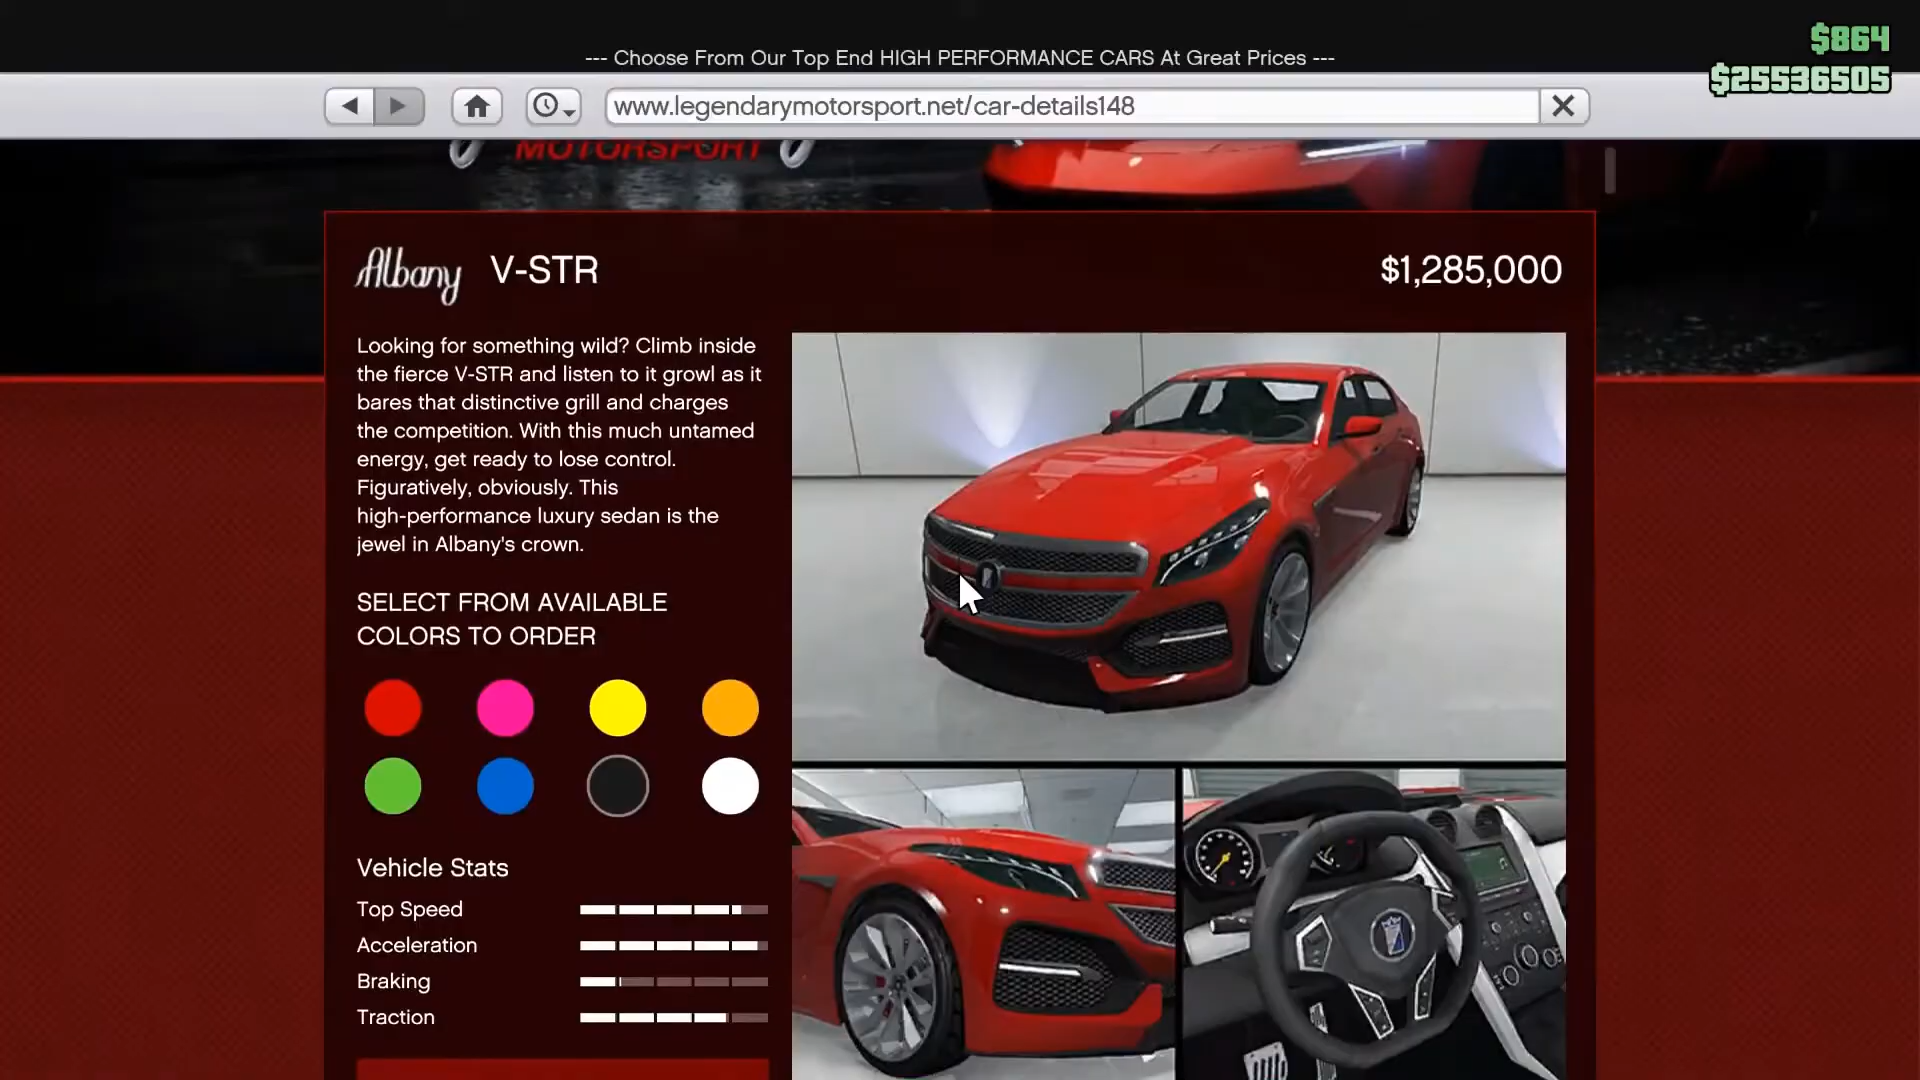 $864
--- Choose From Our Top End HIGH PERFORMANCE CARS At Great Prices ---
$25536505
www.legendarymotorsport.net/car-details148
MOTORSPORT
Albany V-STR
$1,285,000
Looking for something wild? Climb inside
the fierce V-STR and listen to it growl as it
bares that distinctive grill and charges
the competition. With this much untamed
energy, get ready to lose control.
Figuratively, obviously. This
high-performance luxury sedan is the
jewel in Albany's crown.
SELECT FROM AVAILABLE
COLORS TO ORDER
Vehicle Stats
Top Speed
Acceleration
Braking
Traction